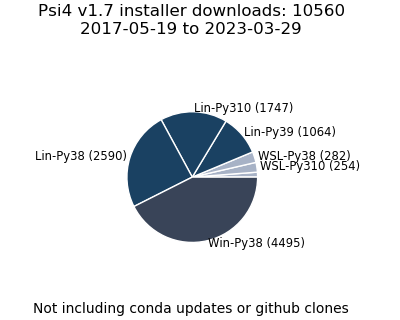 Psi4 v1.7 installer downloads: 10560
2017-05-19 to 2023-03-29
Lin-Py310 (1747)
Lin-Py39 (1064)
Lin-Py38 (2590)
WSL-Py38 (282)
WSL-Py310 (254)
Win-Py38 (4495)
Not including conda updates or github clones